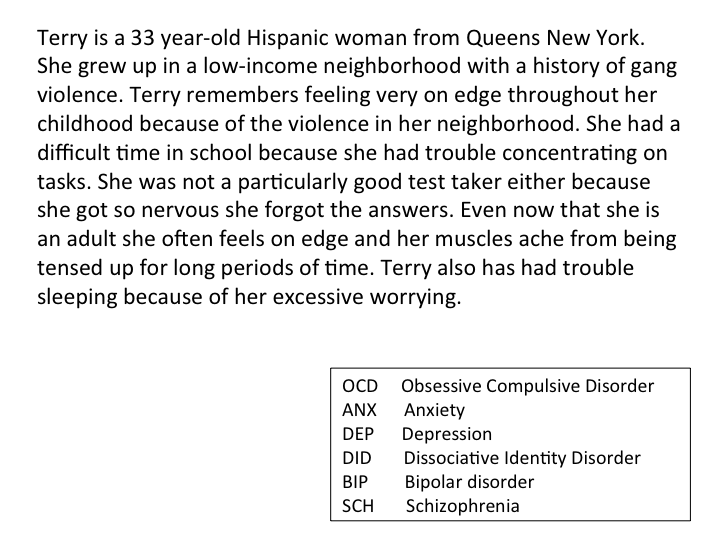 Terry is a 33 year-old Hispanic woman from Queens New York.
She grew up in a low-income neighborhood with a history of gang
violence. Terry remembers feeling very on edge throughout her
childhood because of the violence in her neighborhood. She had a
difficult time in school because she had trouble concentrating on
tasks. She was not a particularly good test taker either because
she got so nervous she forgot the answers. Even now that she is
an adult she often feels on edge and her muscles ache from being
tensed up for long periods of time. Terry also has had trouble
sleeping because of her excessive worrying.
OCD Obsessive Compulsive Disorder
ANX Anxiety
DEP Depression
DID Dissociative Identity Disorder
BIP Bipolar disorder
SCH Schizophrenia